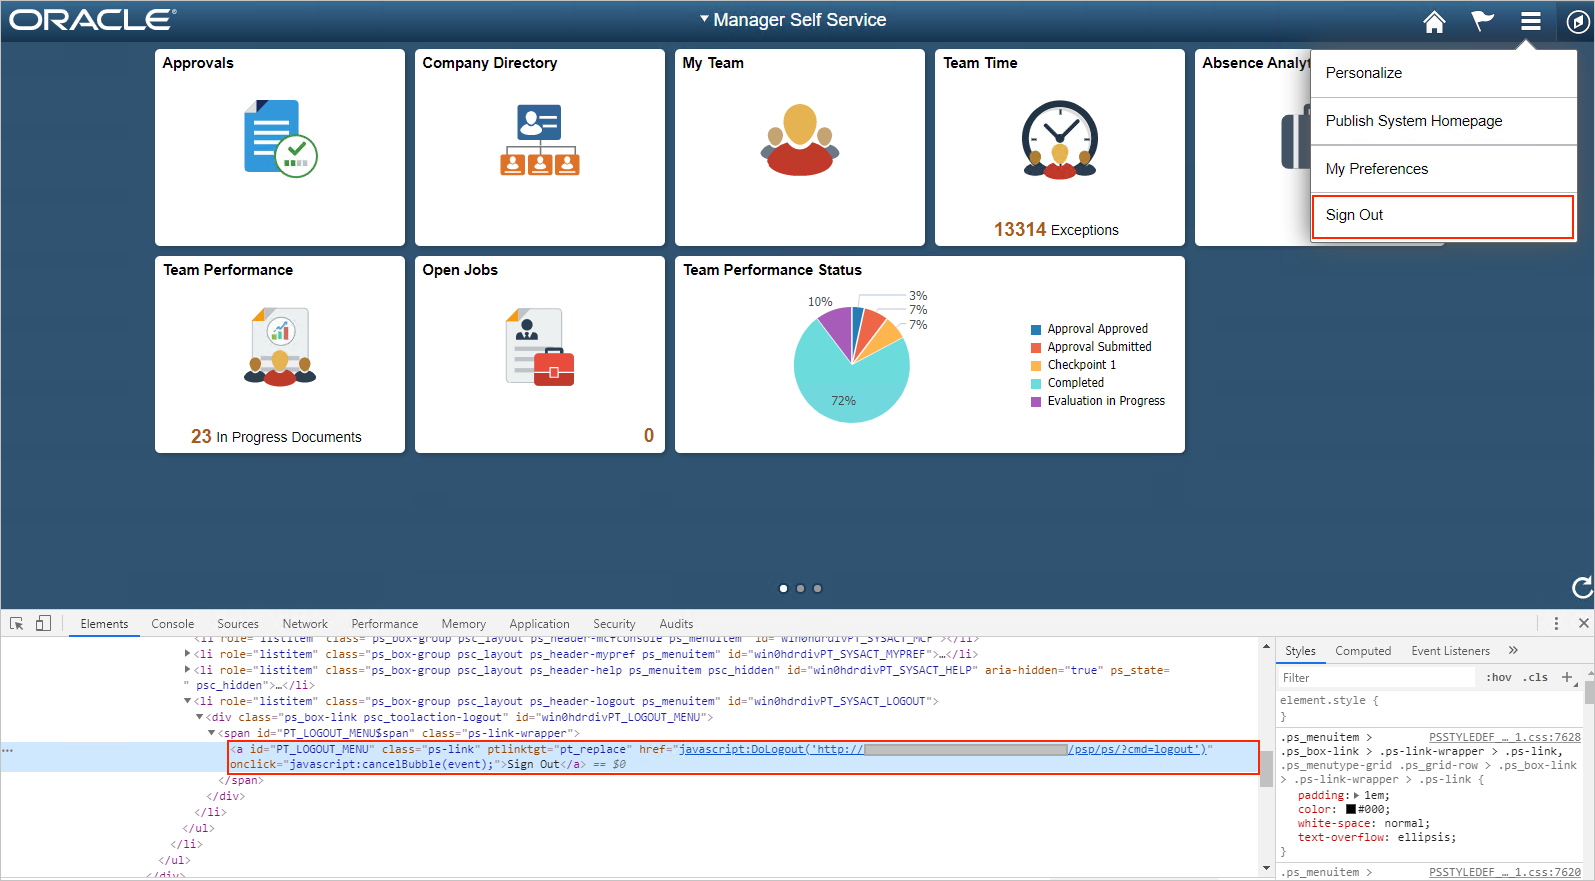 ORACLE®
Manager Self Service
Approvals
Company Directory
My Team
Team Time
13314 Exceptions
Absence Analyt
Personalize
Publish System Homepage
My Preferences
Sign Out
Team Performance
23 In Progress Documents
Open Jobs
0
Team Performance Status
10%
3%
7%
7%
72%
Approval Approved
Approval Submitted
Checkpoint 1
Completed
Evaluation in Progress
Elements Console Sources Network Performance Memory Application Security Audits
<li role="listitem" class="ps_box-group psc_layout ps_header-mcfconsole ps_menuitem" id="win0hdrdivPT_SYSACT_MCF"></li>
<li role="listitem" class="ps_box-group psc_layout ps_header-mypref ps_menuitem" id="win0hdrdivPT_SYSACT_MYPREF">…</li>
<li role="listitem" class="ps_box-group psc_layout ps_header-help ps_menuitem psc_hidden" id="win0hdrdivPT_SYSACT_HELP" aria-hidden="true" ps_state=
" psc_hidden">…</li>
<li role="listitem" class="ps_box-group psc_layout ps_header-logout ps_menuitem" id="win0hdrdivPT_SYSACT_LOGOUT">
<div class="ps_box-link psc_toolaction-logout" id="win0hdrdivPT_LOGOUT_MENU">
<span id="PT_LOGOUT_MENU$span" class="ps-link-wrapper">
<a id="PT_LOGOUT_MENU" class="ps-link" ptlinktgt="pt_replace" href="javascript:DoLogout('http:// /psp/ps/?cmd=logout')"
onclick="javascript:cancelBubble(event);">Sign Out</a> == $0
</span>
</div>
</li>
</ul>
</li>
</ul>
</div>
Styles Computed Event Listeners »
Filter :hov .cls +
element.style {
}
.ps_menuitem > PSSTYLEDEF_…_1.css:7628
.ps_box-link > .ps-link-wrapper > .ps-link,
.ps_menutype-grid .ps_grid-row > .ps_box-link
> .ps-link-wrapper > .ps-link {
padding: 1em;
color: #000;
white-space: normal;
text-overflow: ellipsis;
}
.ps_menuitem > PSSTYLEDEF_…_1.css:7620